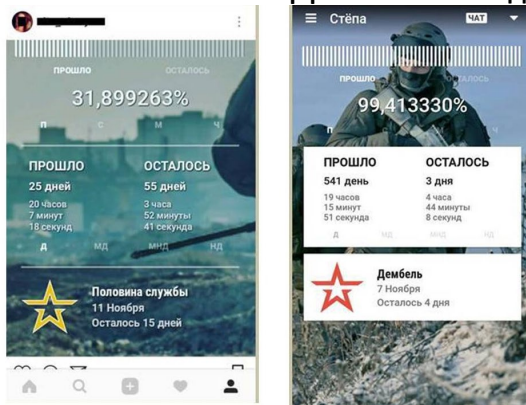 ПРОШЛО ОСТАЛОСЬ
31,899263%
П С М Ч
ПРОШЛО ОСТАЛОСЬ
25 дней 55 дней
20 часов 3 часа
7 минут 52 минуты
18 секунд 41 секунда
Д МД МНД НД
Половина службы
11 Ноября
Осталось 15 дней
Стёпа ЧАТ
ПРОШЛО ОСТАЛОСЬ
99,413330%
П Ч
ПРОШЛО ОСТАЛОСЬ
541 день 3 дня
19 часов 4 часа
15 минут 44 минуты
51 секунда 8 секунд
Д МД МНД НД
Дембель
7 Ноября
Осталось 4 дня